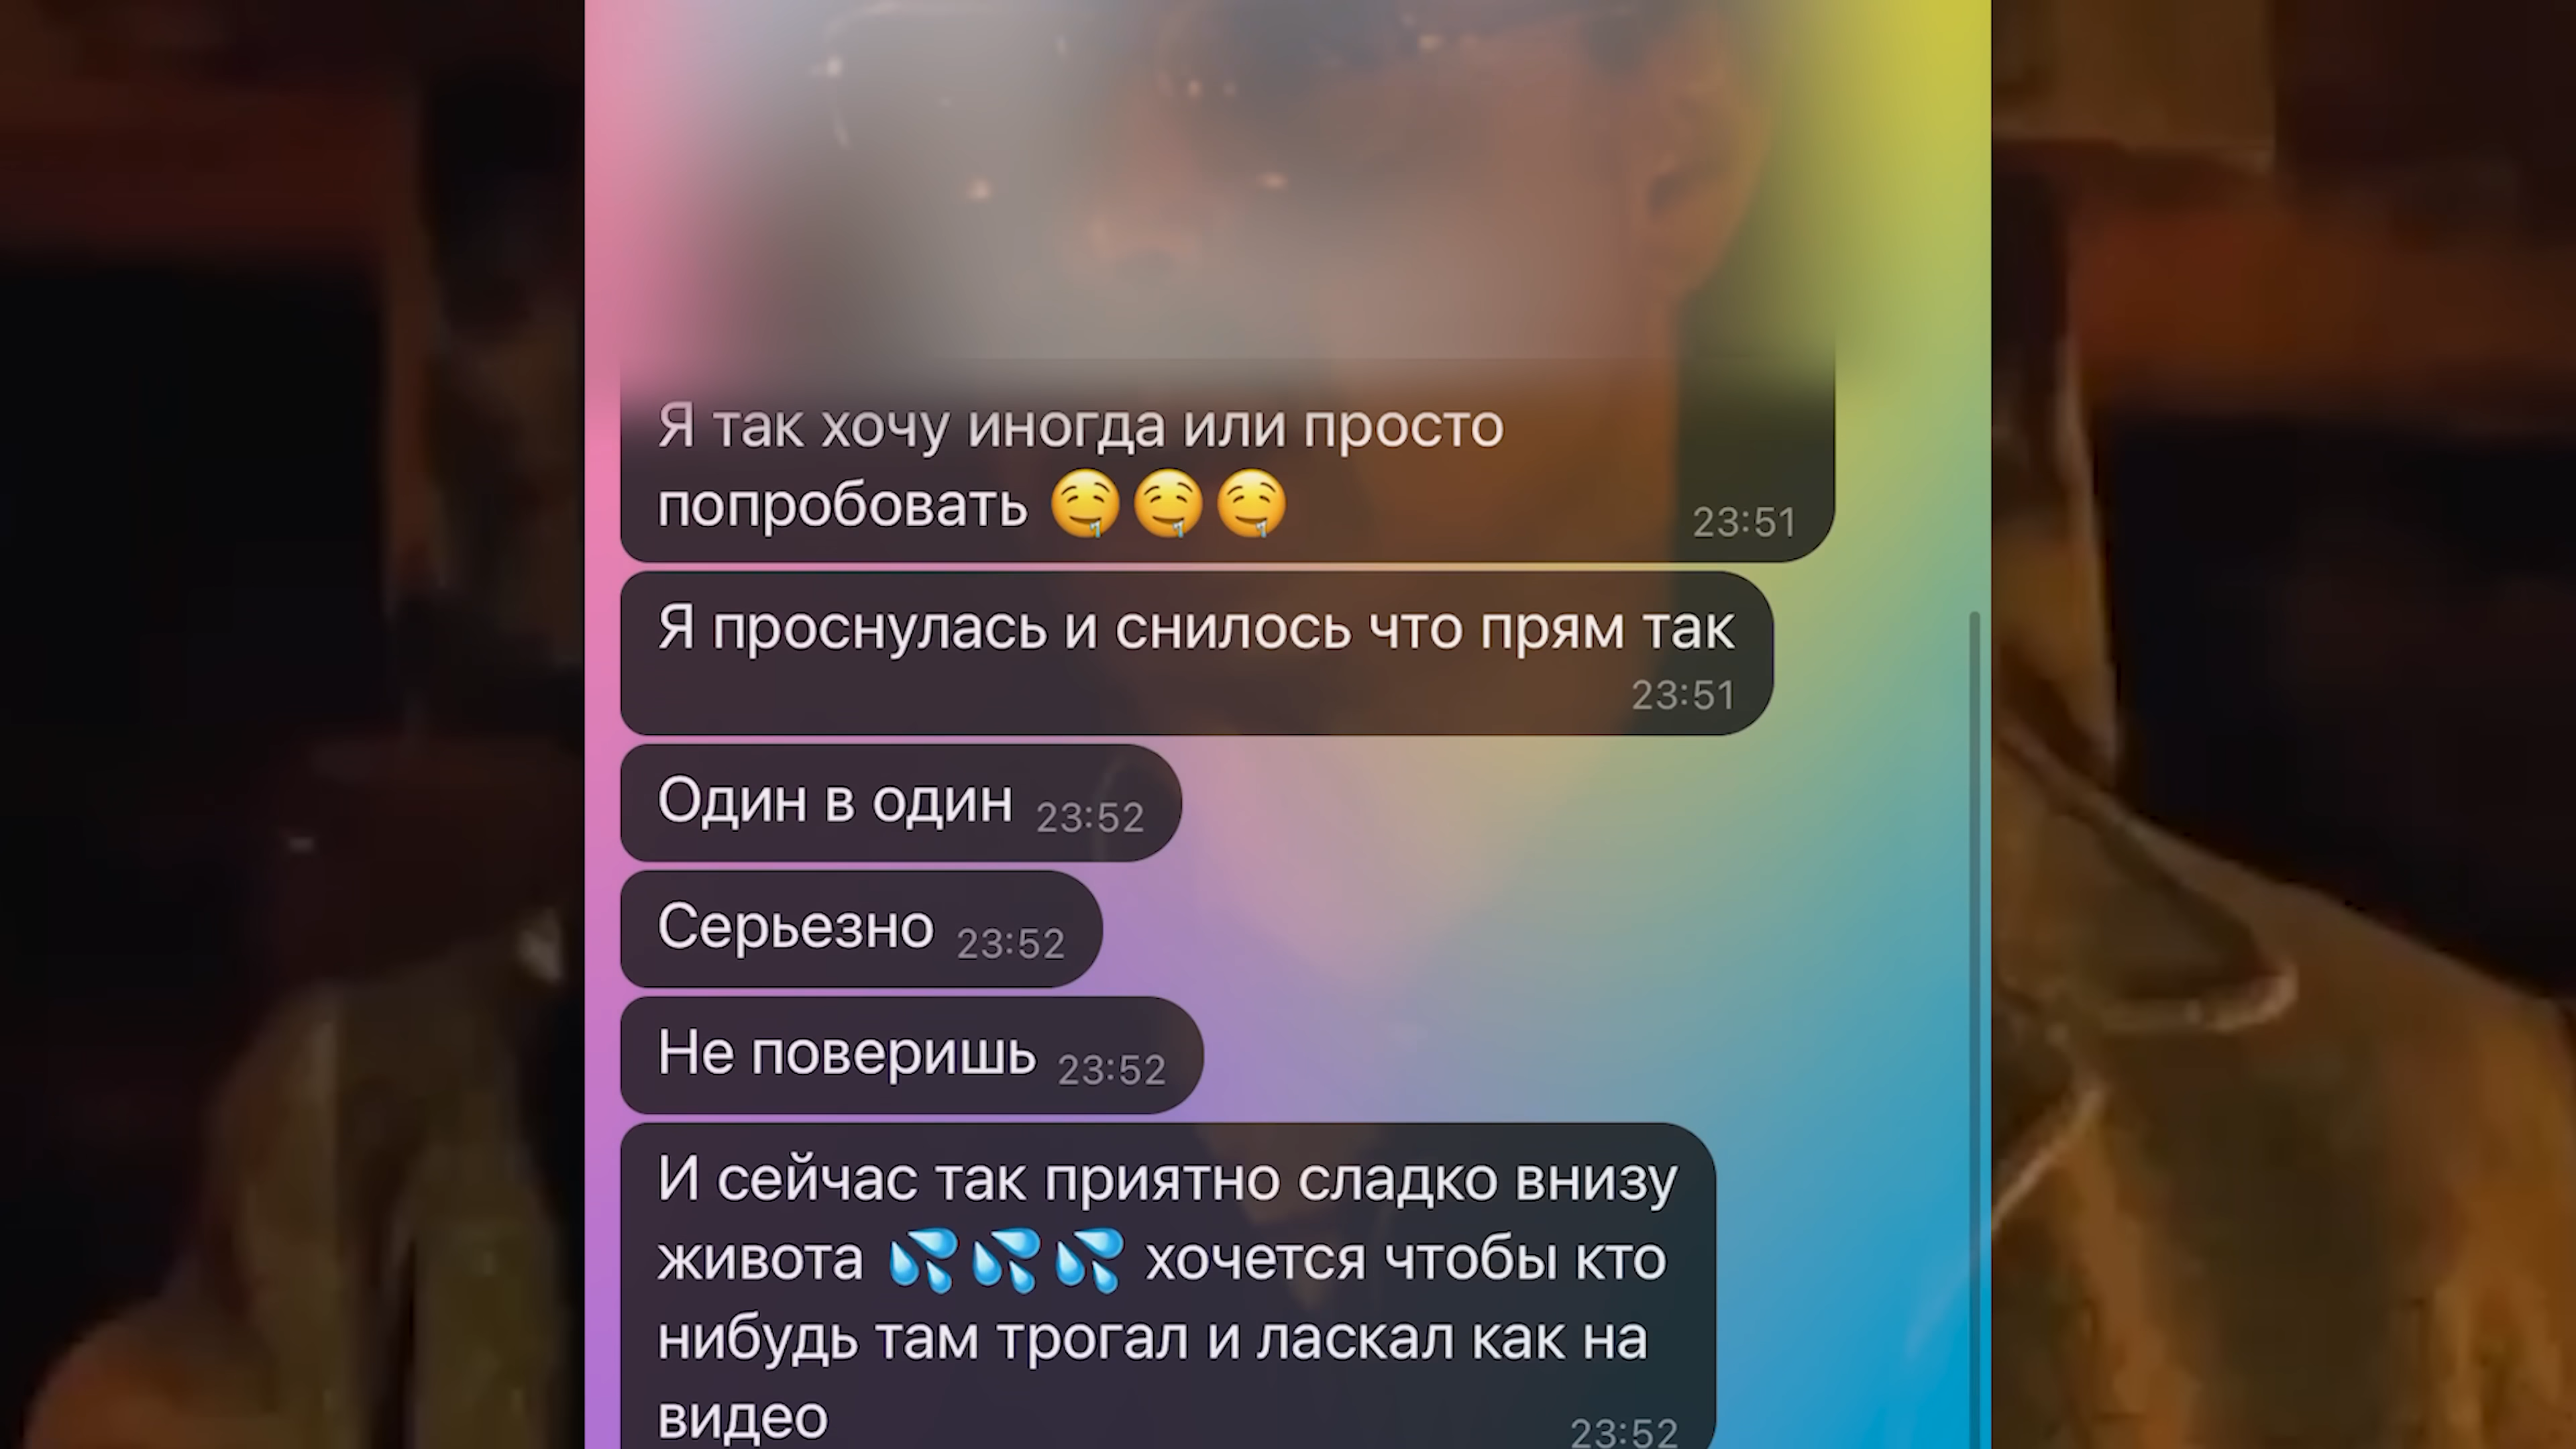 Я так хочу иногда или просто
попробовать 🤤🤤🤤 23:51
Я проснулась и снилось что прям так
23:51
Один в один 23:52
Серьезно 23:52
Не поверишь 23:52
И сейчас так приятно сладко внизу
живота 💦💦💦 хочется чтобы кто
нибудь там трогал и ласкал как на
видео 23:52